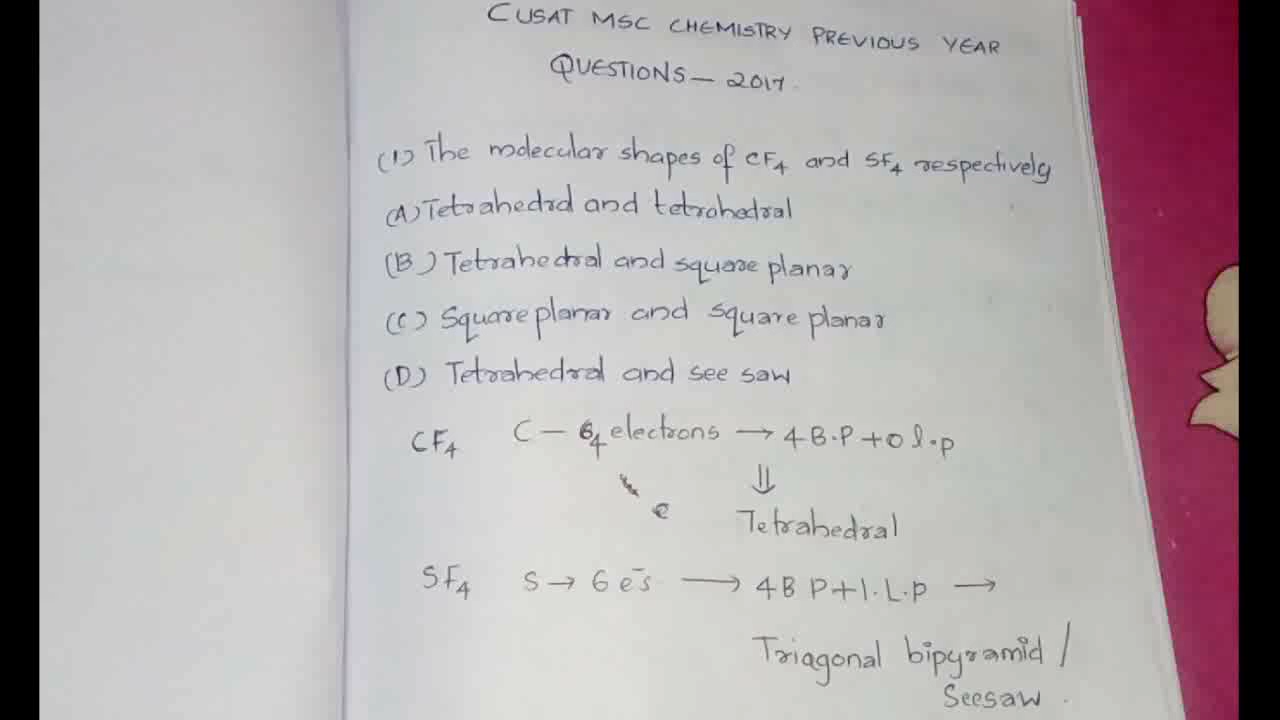 CUSAT MSC CHEMISTRY PREVIOUS YEAR
QUESTIONS — 2017.
(1) The molecular shapes of CF4 and SF4 respectively
(A) Tetrahedral and tetrahedral
(B) Tetrahedral and square planar
(C) Square planar and square planar
(D) Tetrahedral and see saw
CF4 C — 4 electrons → 4 B.P + 0 l.p
⇓
e
Tetrahedral
SF4 S → 6 e⁻s → 4 B P + 1. L.p →
Triagonal bipyramid /
Seesaw.